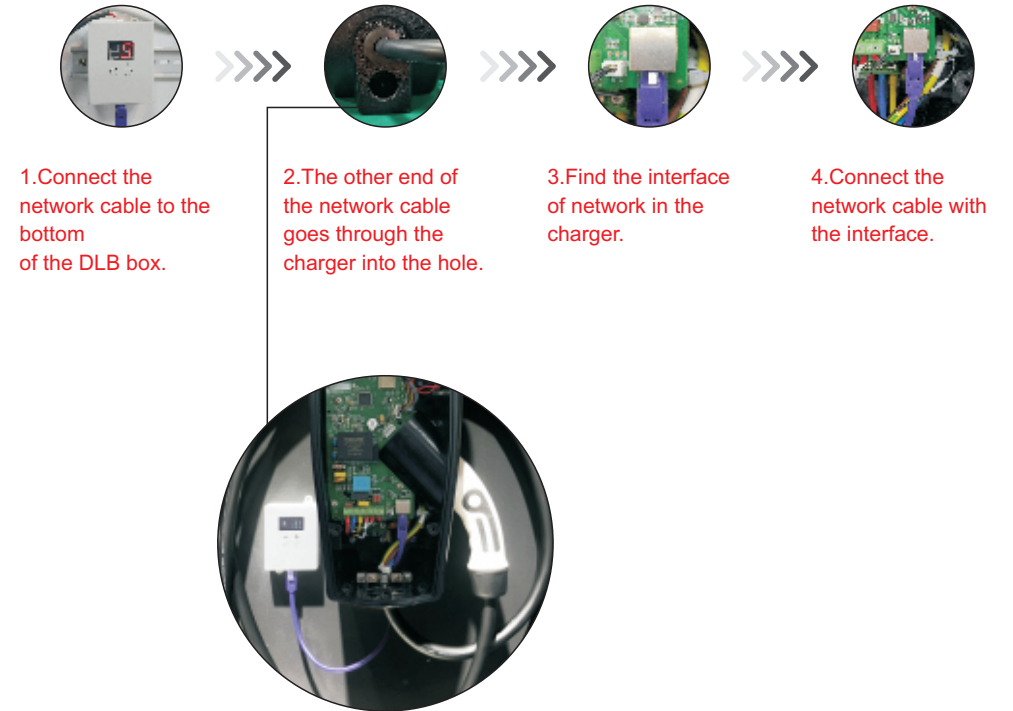 1.Connect the
network cable to the
bottom
of the DLB box.
2.The other end of
the network cable
goes through the
charger into the hole.
3.Find the interface
of network in the
charger.
4.Connect the
network cable with
the interface.